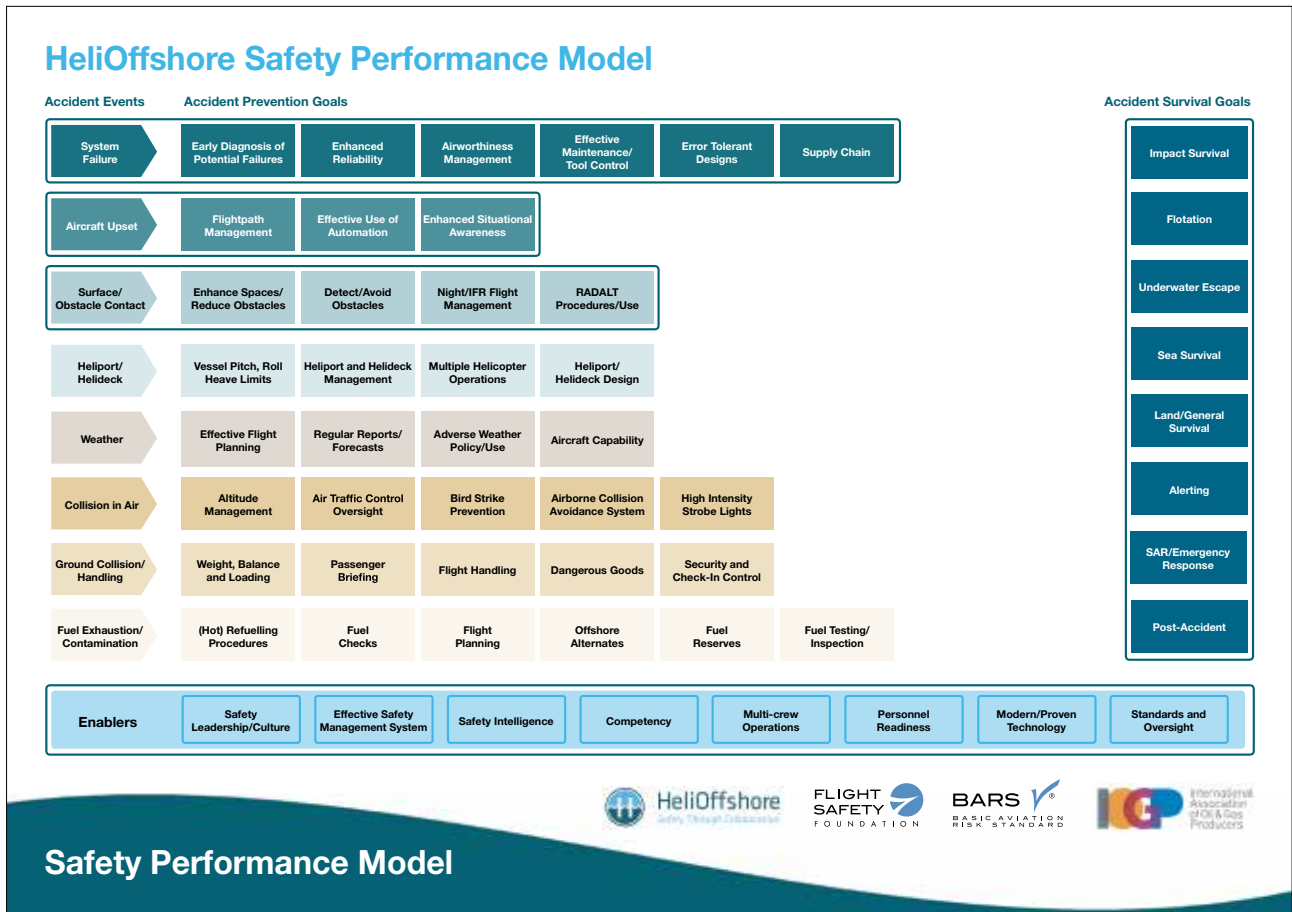 HeliOffshore Safety Performance Model
Accident Events
Accident Prevention Goals
Accident Survival Goals
System
Failure
Early Diagnosis of
Potential Failures
Enhanced
Reliability
Airworthiness
Management
Effective
Maintenance/
Tool Control
Error Tolerant
Designs
Supply Chain
Aircraft Upset
Flightpath
Management
Effective Use of
Automation
Enhanced Situational
Awareness
Surface/
Obstacle Contact
Enhance Spaces/
Reduce Obstacles
Detect/Avoid
Obstacles
Night/IFR Flight
Management
RADALT
Procedures/Use
Heliport/
Helideck
Vessel Pitch, Roll
Heave Limits
Heliport and Helideck
Management
Multiple Helicopter
Operations
Heliport/
Helideck Design
Weather
Effective Flight
Planning
Regular Reports/
Forecasts
Adverse Weather
Policy/Use
Aircraft Capability
Collision in Air
Altitude
Management
Air Traffic Control
Oversight
Bird Strike
Prevention
Airborne Collision
Avoidance System
High Intensity
Strobe Lights
Ground Collision/
Handling
Weight, Balance
and Loading
Passenger
Briefing
Flight Handling
Dangerous Goods
Security and
Check-In Control
Fuel Exhaustion/
Contamination
(Hot) Refuelling
Procedures
Fuel
Checks
Flight
Planning
Offshore
Alternates
Fuel
Reserves
Fuel Testing/
Inspection
Impact Survival
Flotation
Underwater Escape
Sea Survival
Land/General
Survival
Alerting
SAR/Emergency
Response
Post-Accident
Enablers
Safety
Leadership/Culture
Effective Safety
Management System
Safety Intelligence
Competency
Multi-crew
Operations
Personnel
Readiness
Modern/Proven
Technology
Standards and
Oversight
HeliOffshore
Safety Through Collaboration
FLIGHT
SAFETY
FOUNDATION
BARS ®
BASIC AVIATION
RISK STANDARD
IOGP
International
Association
of Oil & Gas
Producers
Safety Performance Model